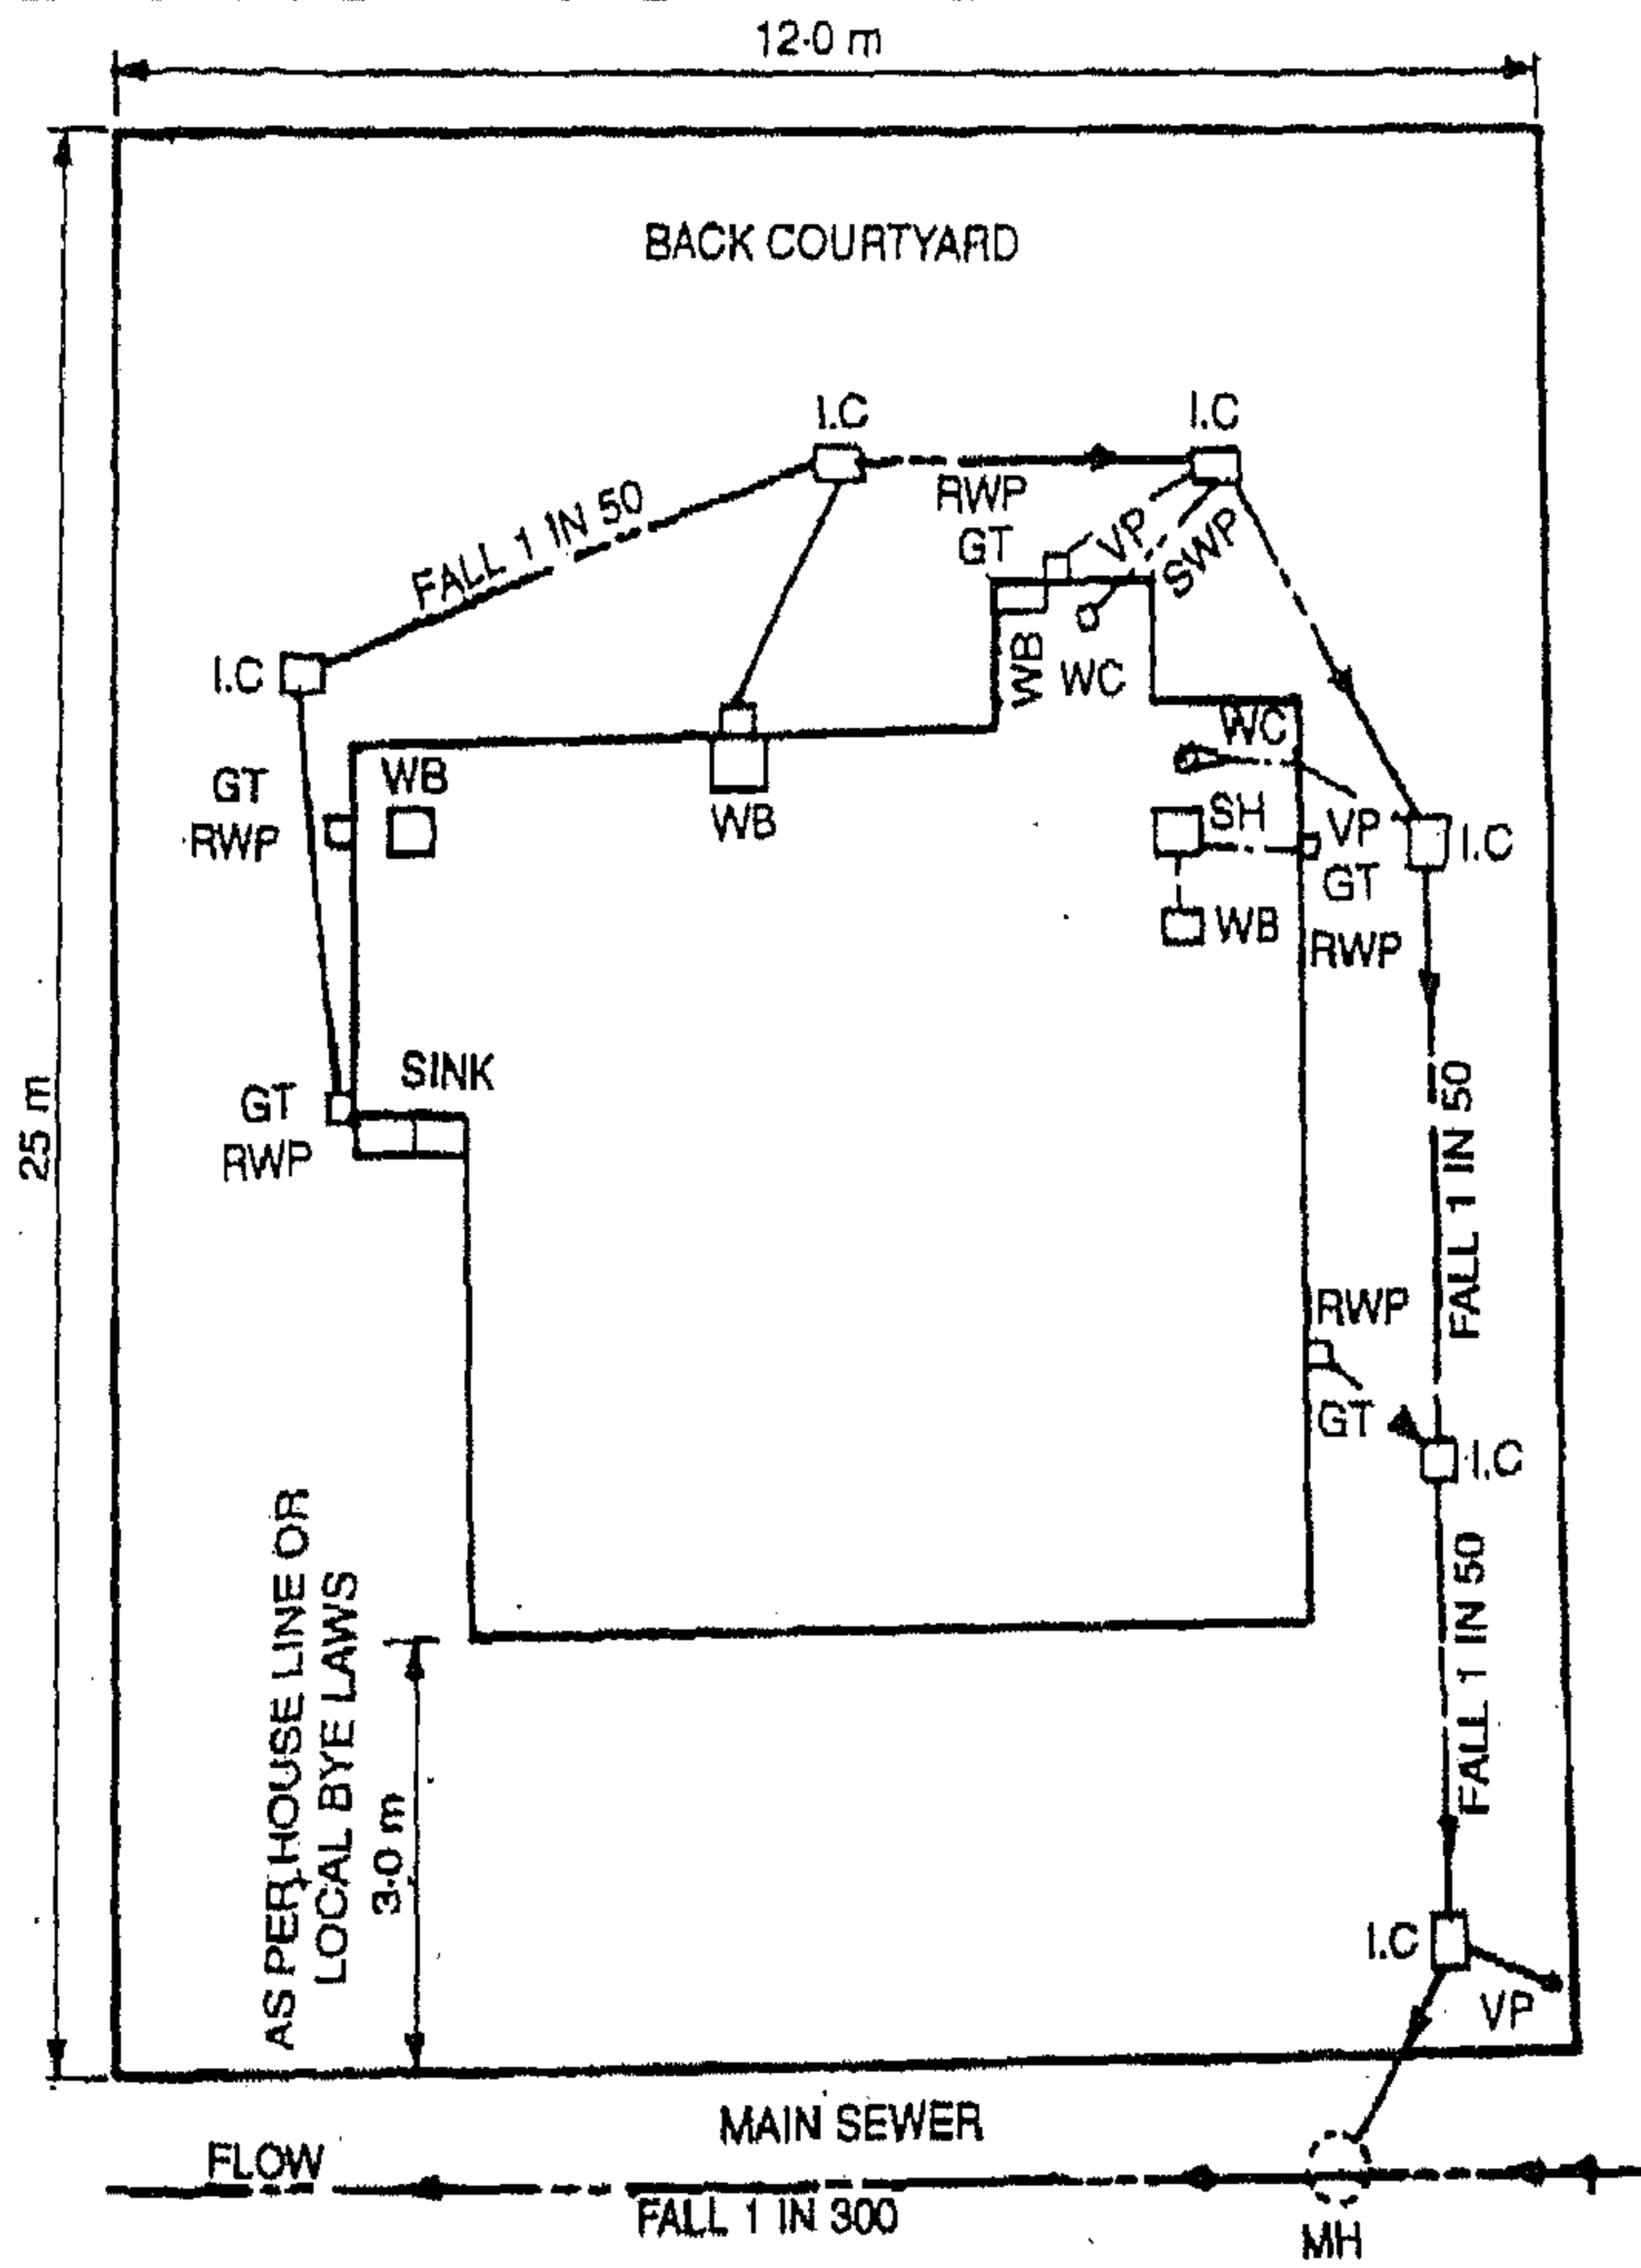 12·0 m
BACK COURTYARD
I.C
I.C
RWP
FALL 1 IN 50
GT
VP
SWP
I.C
WB
WC
WC
GT
WB
RWP
WB
SH
VP
I.C
GT
WB
RWP
SINK
GT
RWP
25 m
FALL 1 IN 50
RWP
GT
I.C
AS PER HOUSE LINE OR
LOCAL BYE LAWS
3·0 m
FALL 1 IN 50
I.C
VP
MAIN SEWER
FLOW
FALL 1 IN 300
MH